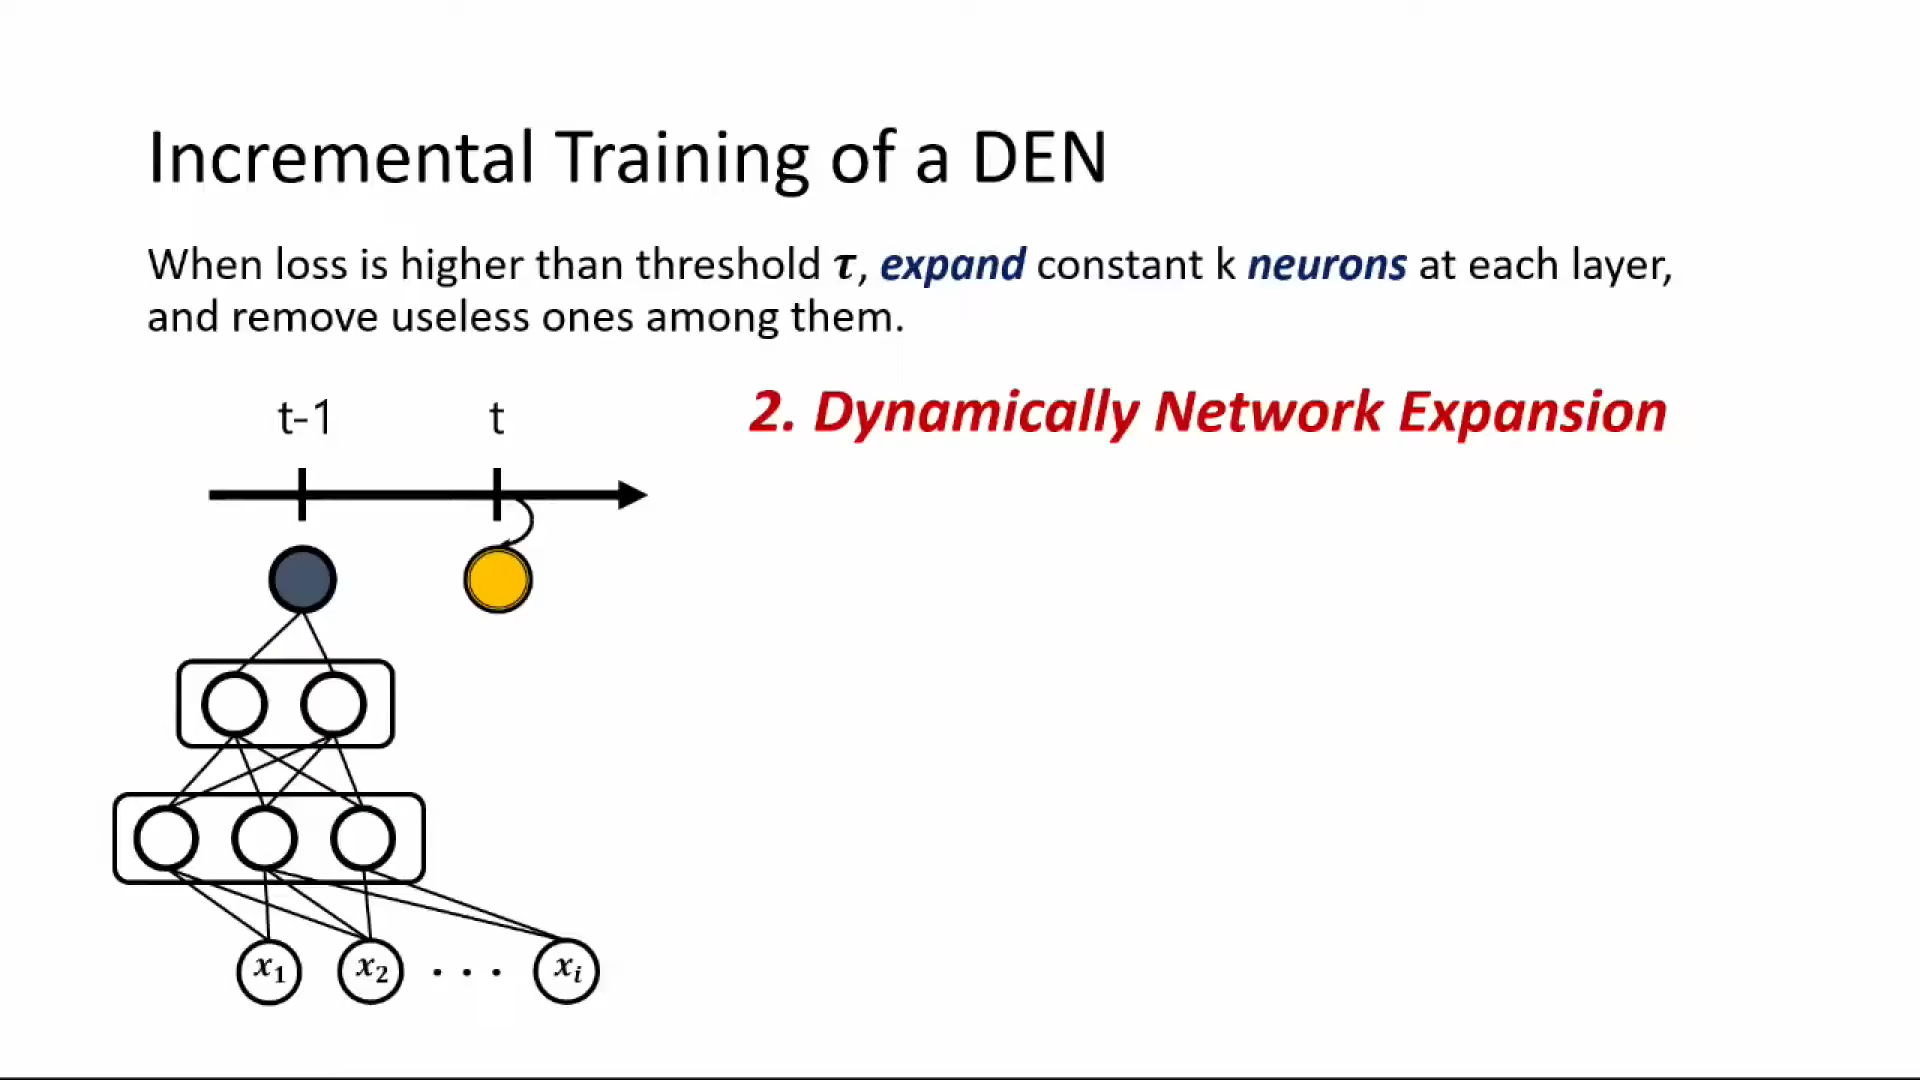 Incremental Training of a DEN
When loss is higher than threshold τ, expand constant k neurons at each layer,
and remove useless ones among them.
2. Dynamically Network Expansion
t-1 t
x₁ x₂ . . . xᵢ